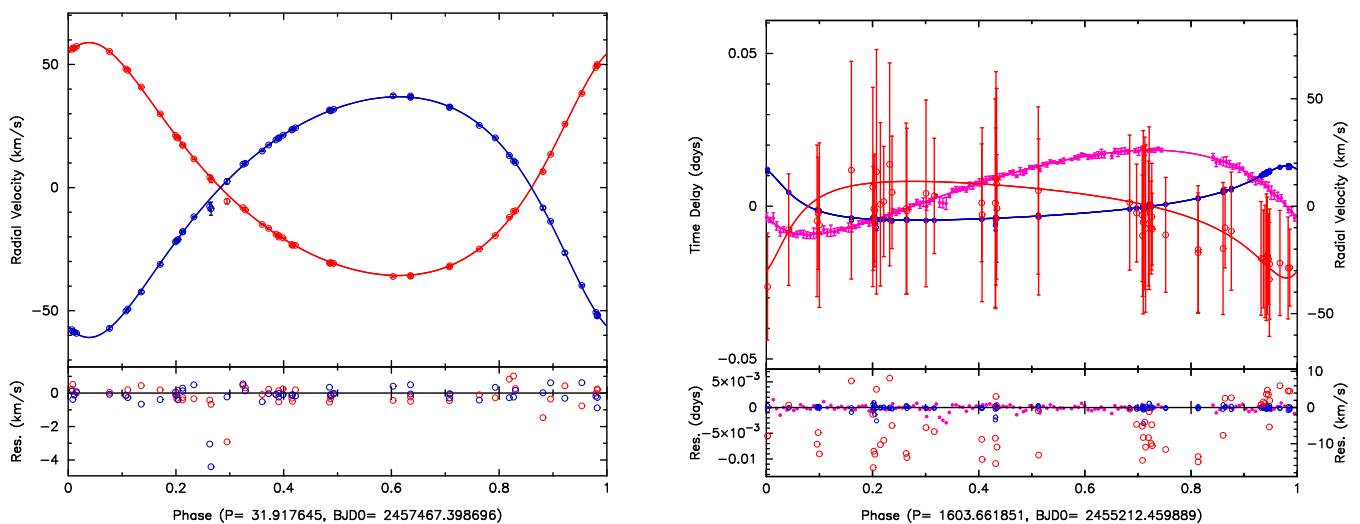 Radial Velocity (km/s)
50
0
−50
Res. (km/s)
0
−2
−4
0 0.2 0.4 0.6 0.8 1
Phase (P= 31.917645, BJD0= 2457467.398696)
Time Delay (days)
0.05
0
−0.05
50
0
−50
Radial Velocity (km/s)
Res. (days)
5×10⁻³
0
−5×10⁻³
−0.01
10
0
−10
Res. (km/s)
0 0.2 0.4 0.6 0.8 1
Phase (P= 1603.661851, BJD0= 2455212.459889)